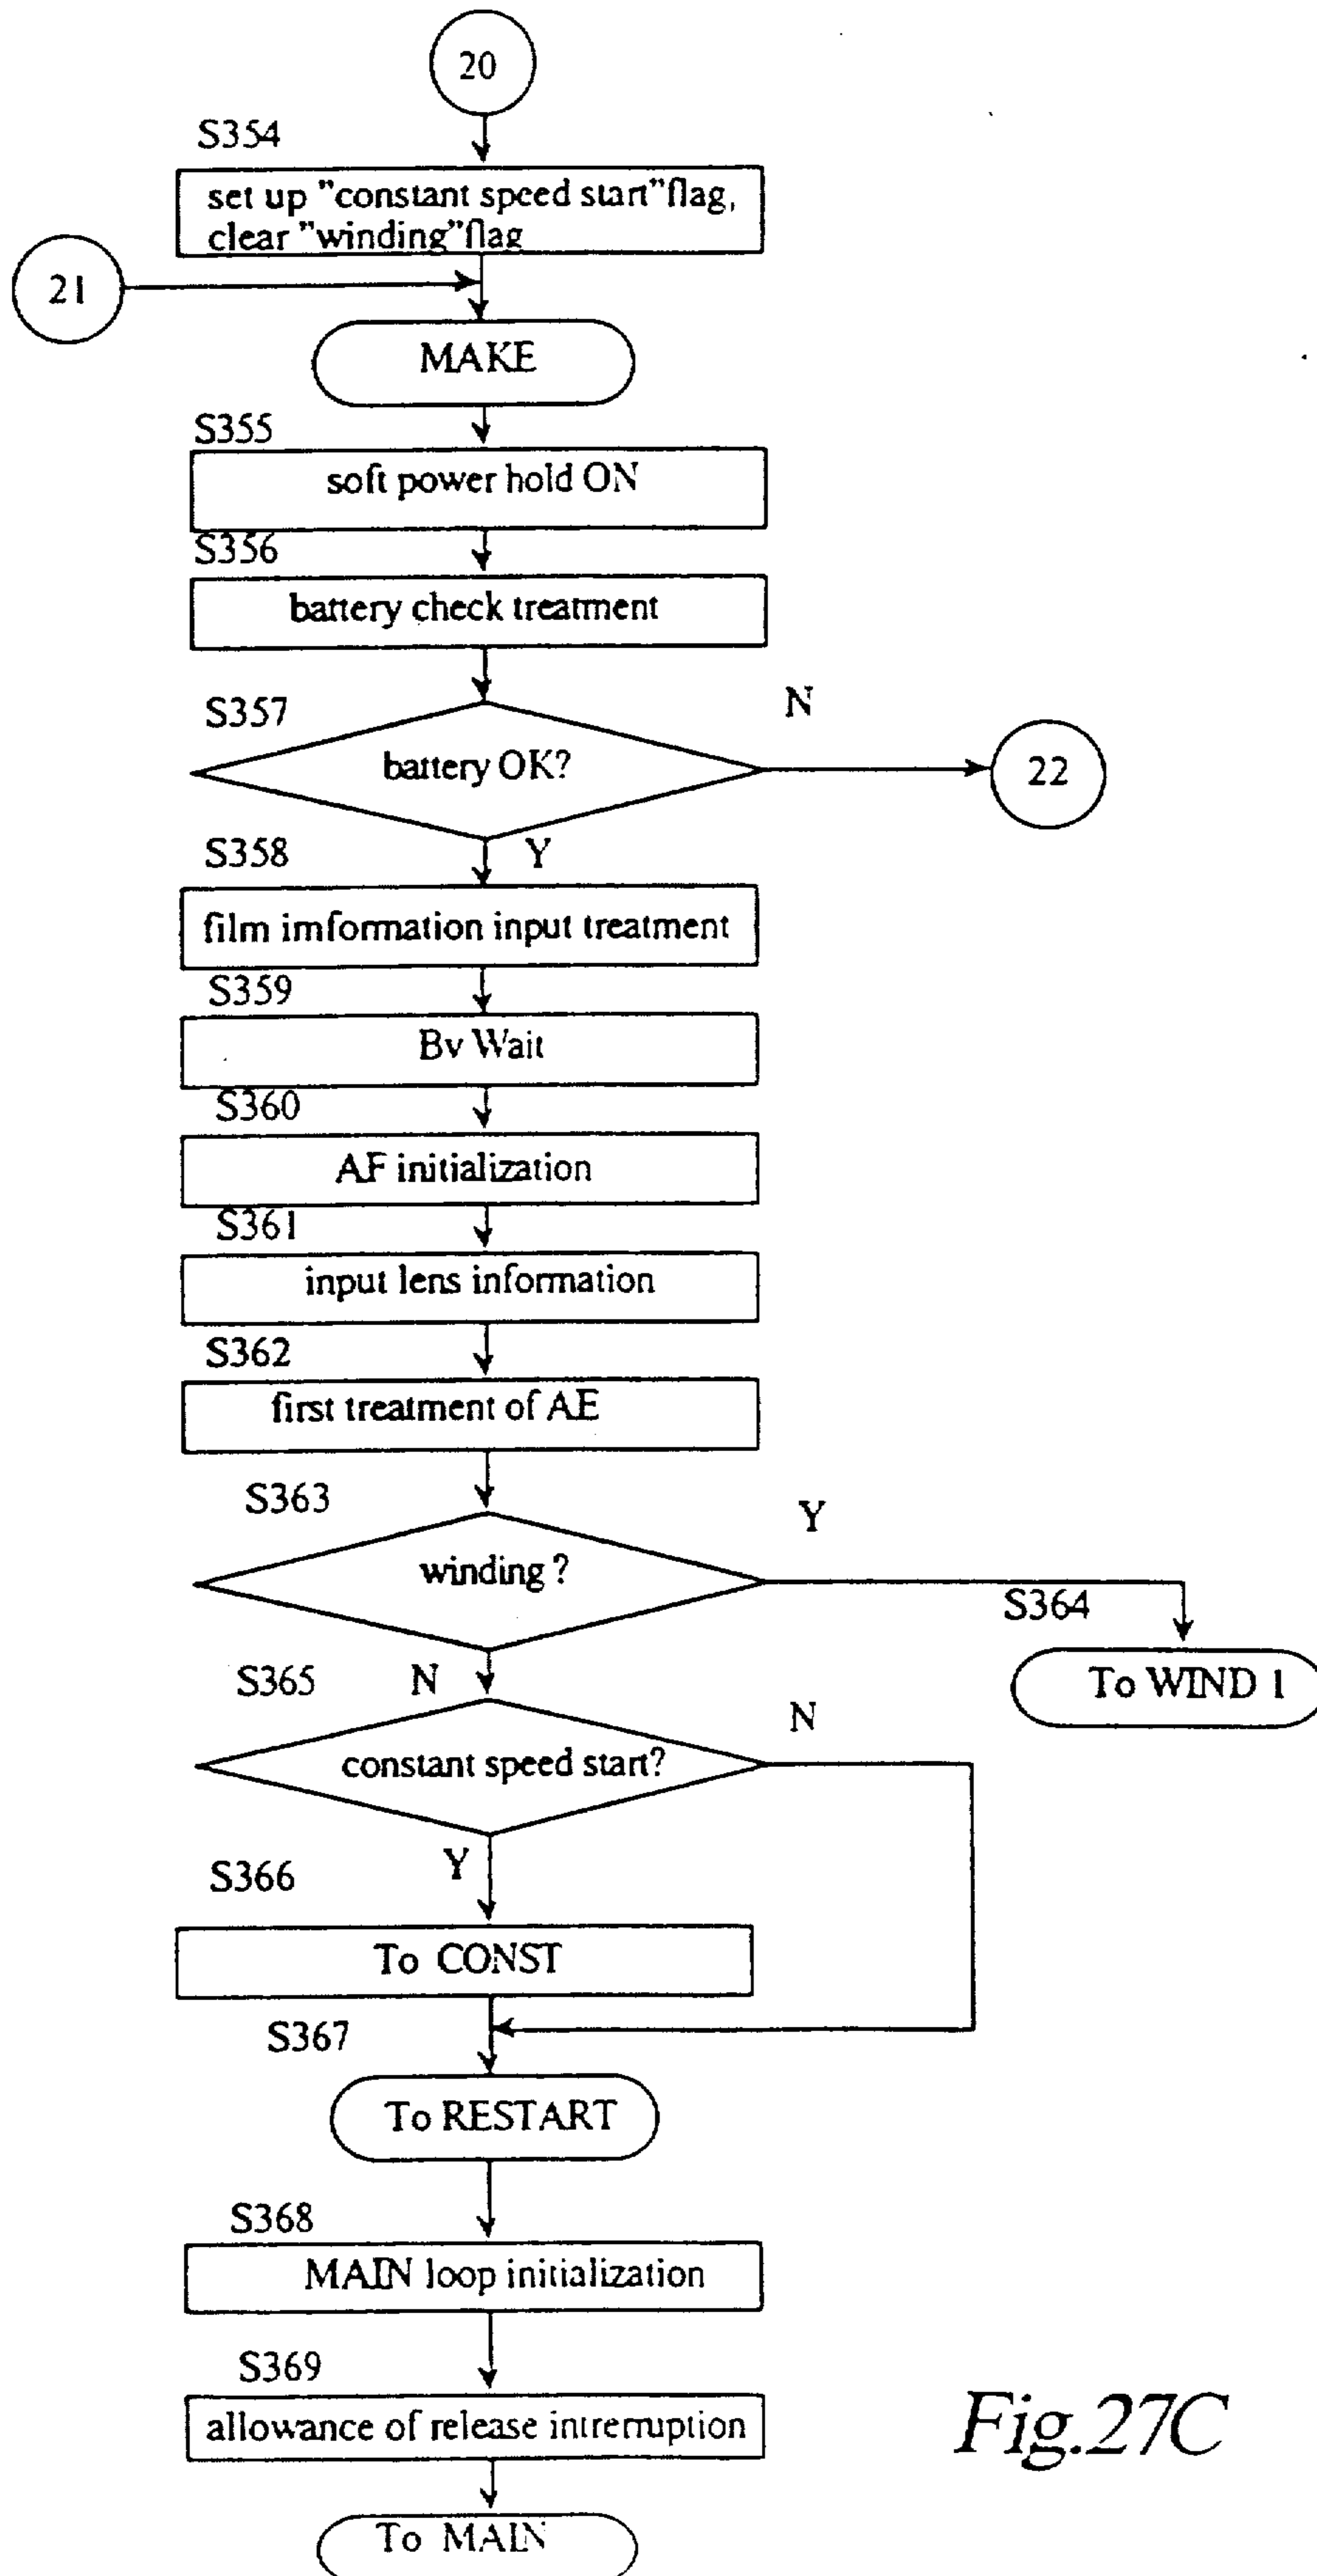 20
S354
set up "constant speed start"flag,
clear "winding"flag
21
MAKE
S355
soft power hold ON
S356
battery check treatment
S357
N
battery OK?
22
S358
Y
film imformation input treatment
S359
Bv Wait
S360
AF initialization
S361
input lens information
S362
first treatment of AE
S363
Y
winding ?
S364
To WIND 1
S365
N
N
constant speed start?
S366
Y
To CONST
S367
To RESTART
S368
MAIN loop initialization
S369
allowance of release intrerruption
To MAIN
Fig.27C